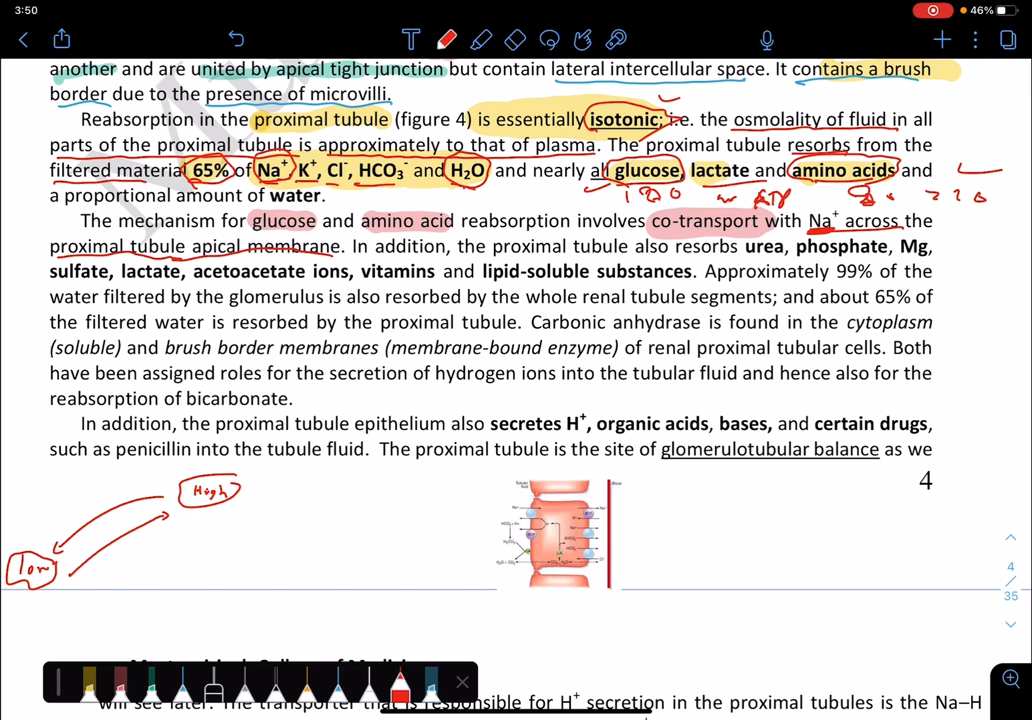 3:50
46%
another and are united by apical tight junction but contain lateral intercellular space. It contains a brush
border due to the presence of microvilli.
Reabsorption in the proximal tubule (figure 4) is essentially isotonic; i.e. the osmolality of fluid in all
parts of the proximal tubule is approximately to that of plasma. The proximal tubule resorbs from the
filtered material 65% of Na⁺ K⁺, Cl⁻, HCO₃⁻ and H₂O and nearly all glucose, lactate and amino acids and
a proportional amount of water.
The mechanism for glucose and amino acid reabsorption involves co-transport with Na⁺ across the
proximal tubule apical membrane. In addition, the proximal tubule also resorbs urea, phosphate, Mg,
sulfate, lactate, acetoacetate ions, vitamins and lipid-soluble substances. Approximately 99% of the
water filtered by the glomerulus is also resorbed by the whole renal tubule segments; and about 65% of
the filtered water is resorbed by the proximal tubule. Carbonic anhydrase is found in the cytoplasm
(soluble) and brush border membranes (membrane-bound enzyme) of renal proximal tubular cells. Both
have been assigned roles for the secretion of hydrogen ions into the tubular fluid and hence also for the
reabsorption of bicarbonate.
In addition, the proximal tubule epithelium also secretes H⁺, organic acids, bases, and certain drugs,
such as penicillin into the tubule fluid. The proximal tubule is the site of glomerulotubular balance as we
4
High
low
4
/
35
will see later. The transporter that is responsible for H⁺ secretion in the proximal tubules is the Na–H